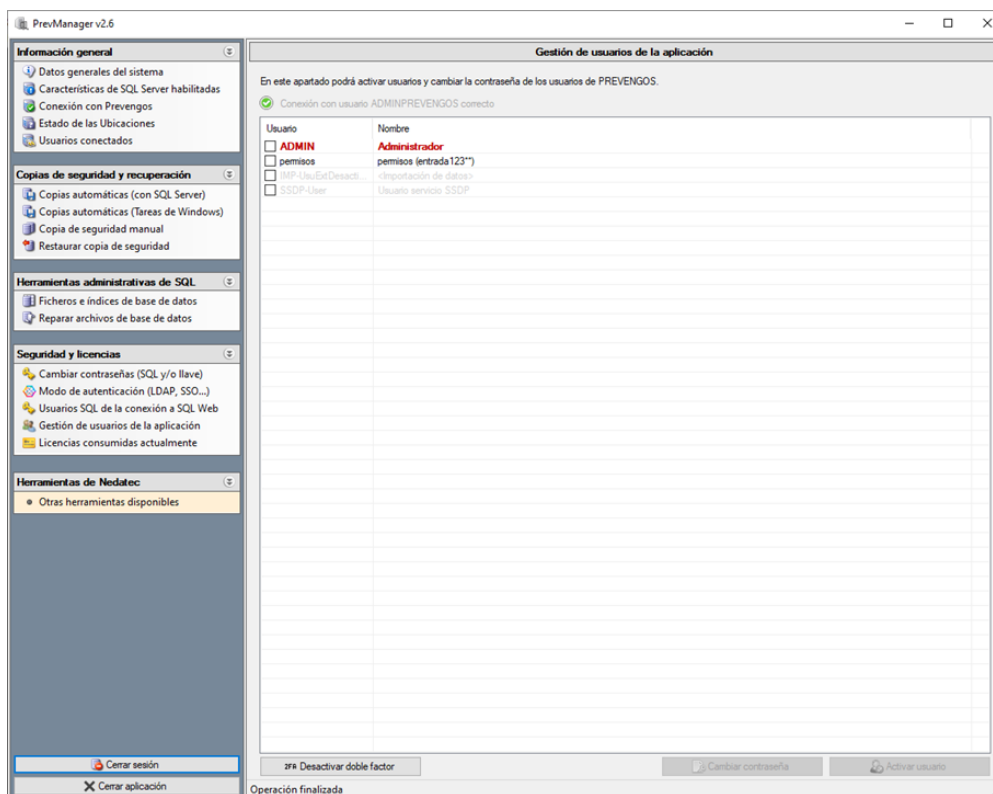 PrevManager v2.6
Información general
Datos generales del sistema
Características de SQL Server habilitadas
Conexión con Prevengos
Estado de las Ubicaciones
Usuarios conectados
Copias de seguridad y recuperación
Copias automáticas (con SQL Server)
Copias automáticas (Tareas de Windows)
Copia de seguridad manual
Restaurar copia de seguridad
Herramientas administrativas de SQL
Ficheros e índices de base de datos
Reparar archivos de base de datos
Seguridad y licencias
Cambiar contraseñas (SQL y/o llave)
Modo de autenticación (LDAP, SSO...)
Usuarios SQL de la conexión a SQL Web
Gestión de usuarios de la aplicación
Licencias consumidas actualmente
Herramientas de Nedatec
Otras herramientas disponibles
Cerrar sesión
Cerrar aplicación
Gestión de usuarios de la aplicación
En este apartado podrá activar usuarios y cambiar la contraseña de los usuarios de PREVENGOS.
Conexión con usuario ADMINPREVENGOS correcto
Usuario Nombre
ADMIN Administrador
permisos permisos (entrada123**)
IMP-UsuExtDesacti... <Importación de datos>
SSDP-User Usuario servicio SSDP
2FA Desactivar doble factor
Cambiar contraseña
Activar usuario
Operación finalizada